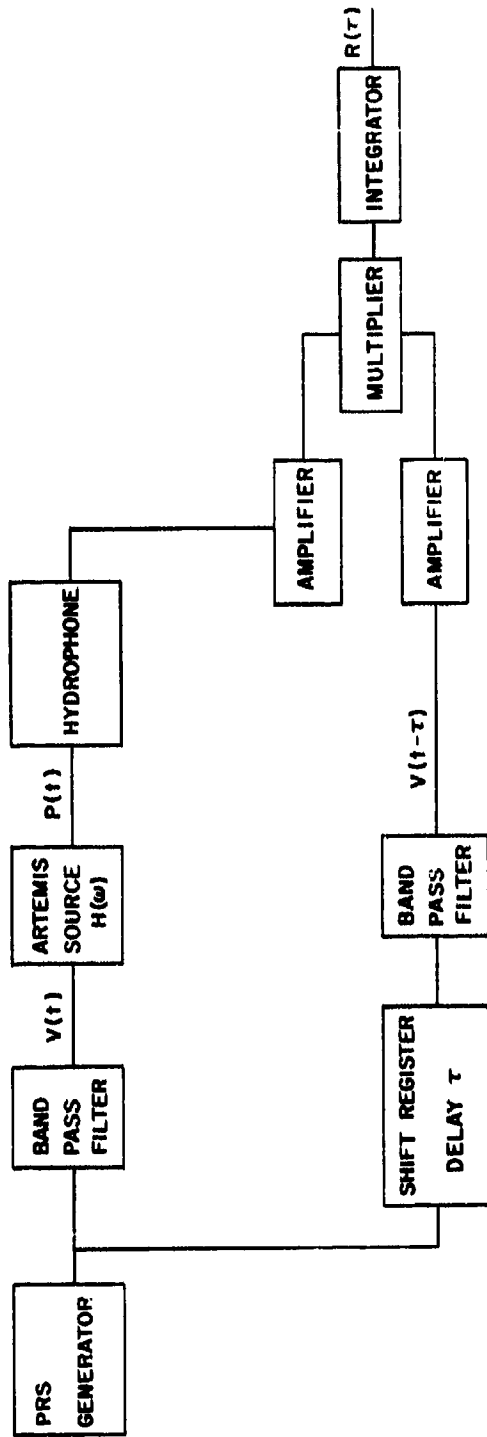 PRS
GENERATOR
BAND
PASS
FILTER
V(t)
ARTEMIS
SOURCE
H(ω)
P(t)
HYDROPHONE
SHIFT REGISTER
DELAY τ
BAND
PASS
FILTER
V(t-τ)
AMPLIFIER
AMPLIFIER
MULTIPLIER
INTEGRATOR
R(τ)